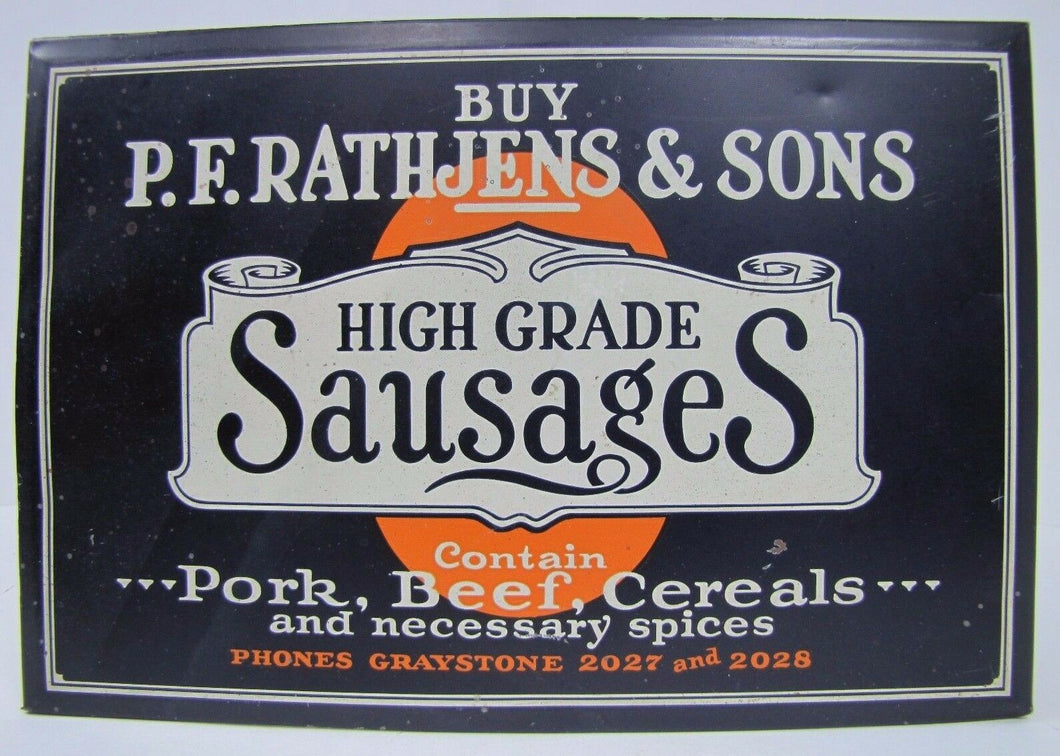 BUY
P.F. RATHJENS & SONS
HIGH GRADE
Sausages
Contain
Pork, Beef, Cereals
and necessary spices
PHONES GRAYSTONE 2027 and 2028